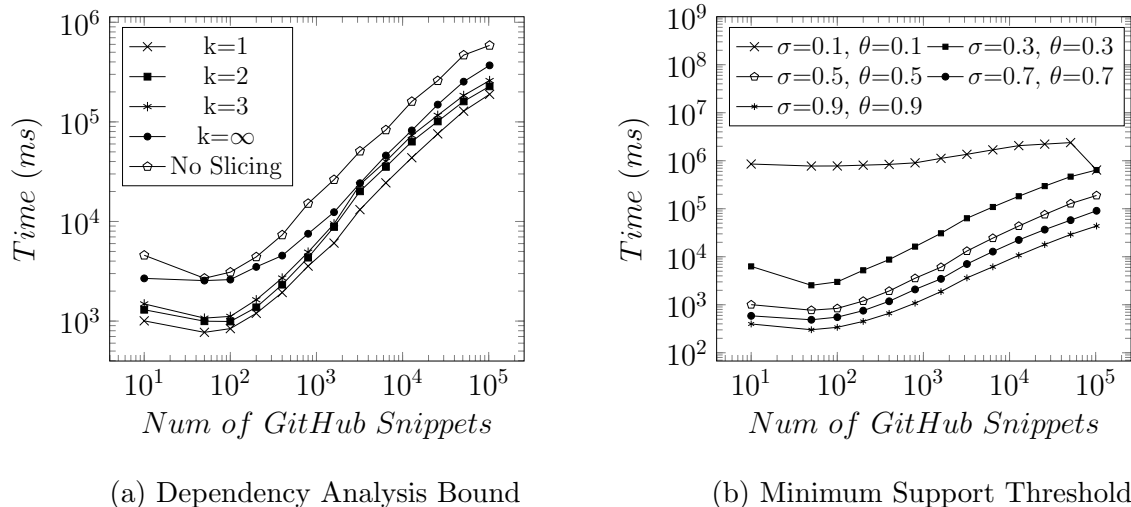 10^6
10^5
10^4
10^3
Time (ms)
k=1
k=2
k=3
k=∞
No Slicing
10^1 10^2 10^3 10^4 10^5
Num of GitHub Snippets
(a) Dependency Analysis Bound
10^9
10^8
10^7
10^6
10^5
10^4
10^3
10^2
Time (ms)
σ=0.1, θ=0.1 σ=0.3, θ=0.3
σ=0.5, θ=0.5 σ=0.7, θ=0.7
σ=0.9, θ=0.9
10^1 10^2 10^3 10^4 10^5
Num of GitHub Snippets
(b) Minimum Support Threshold